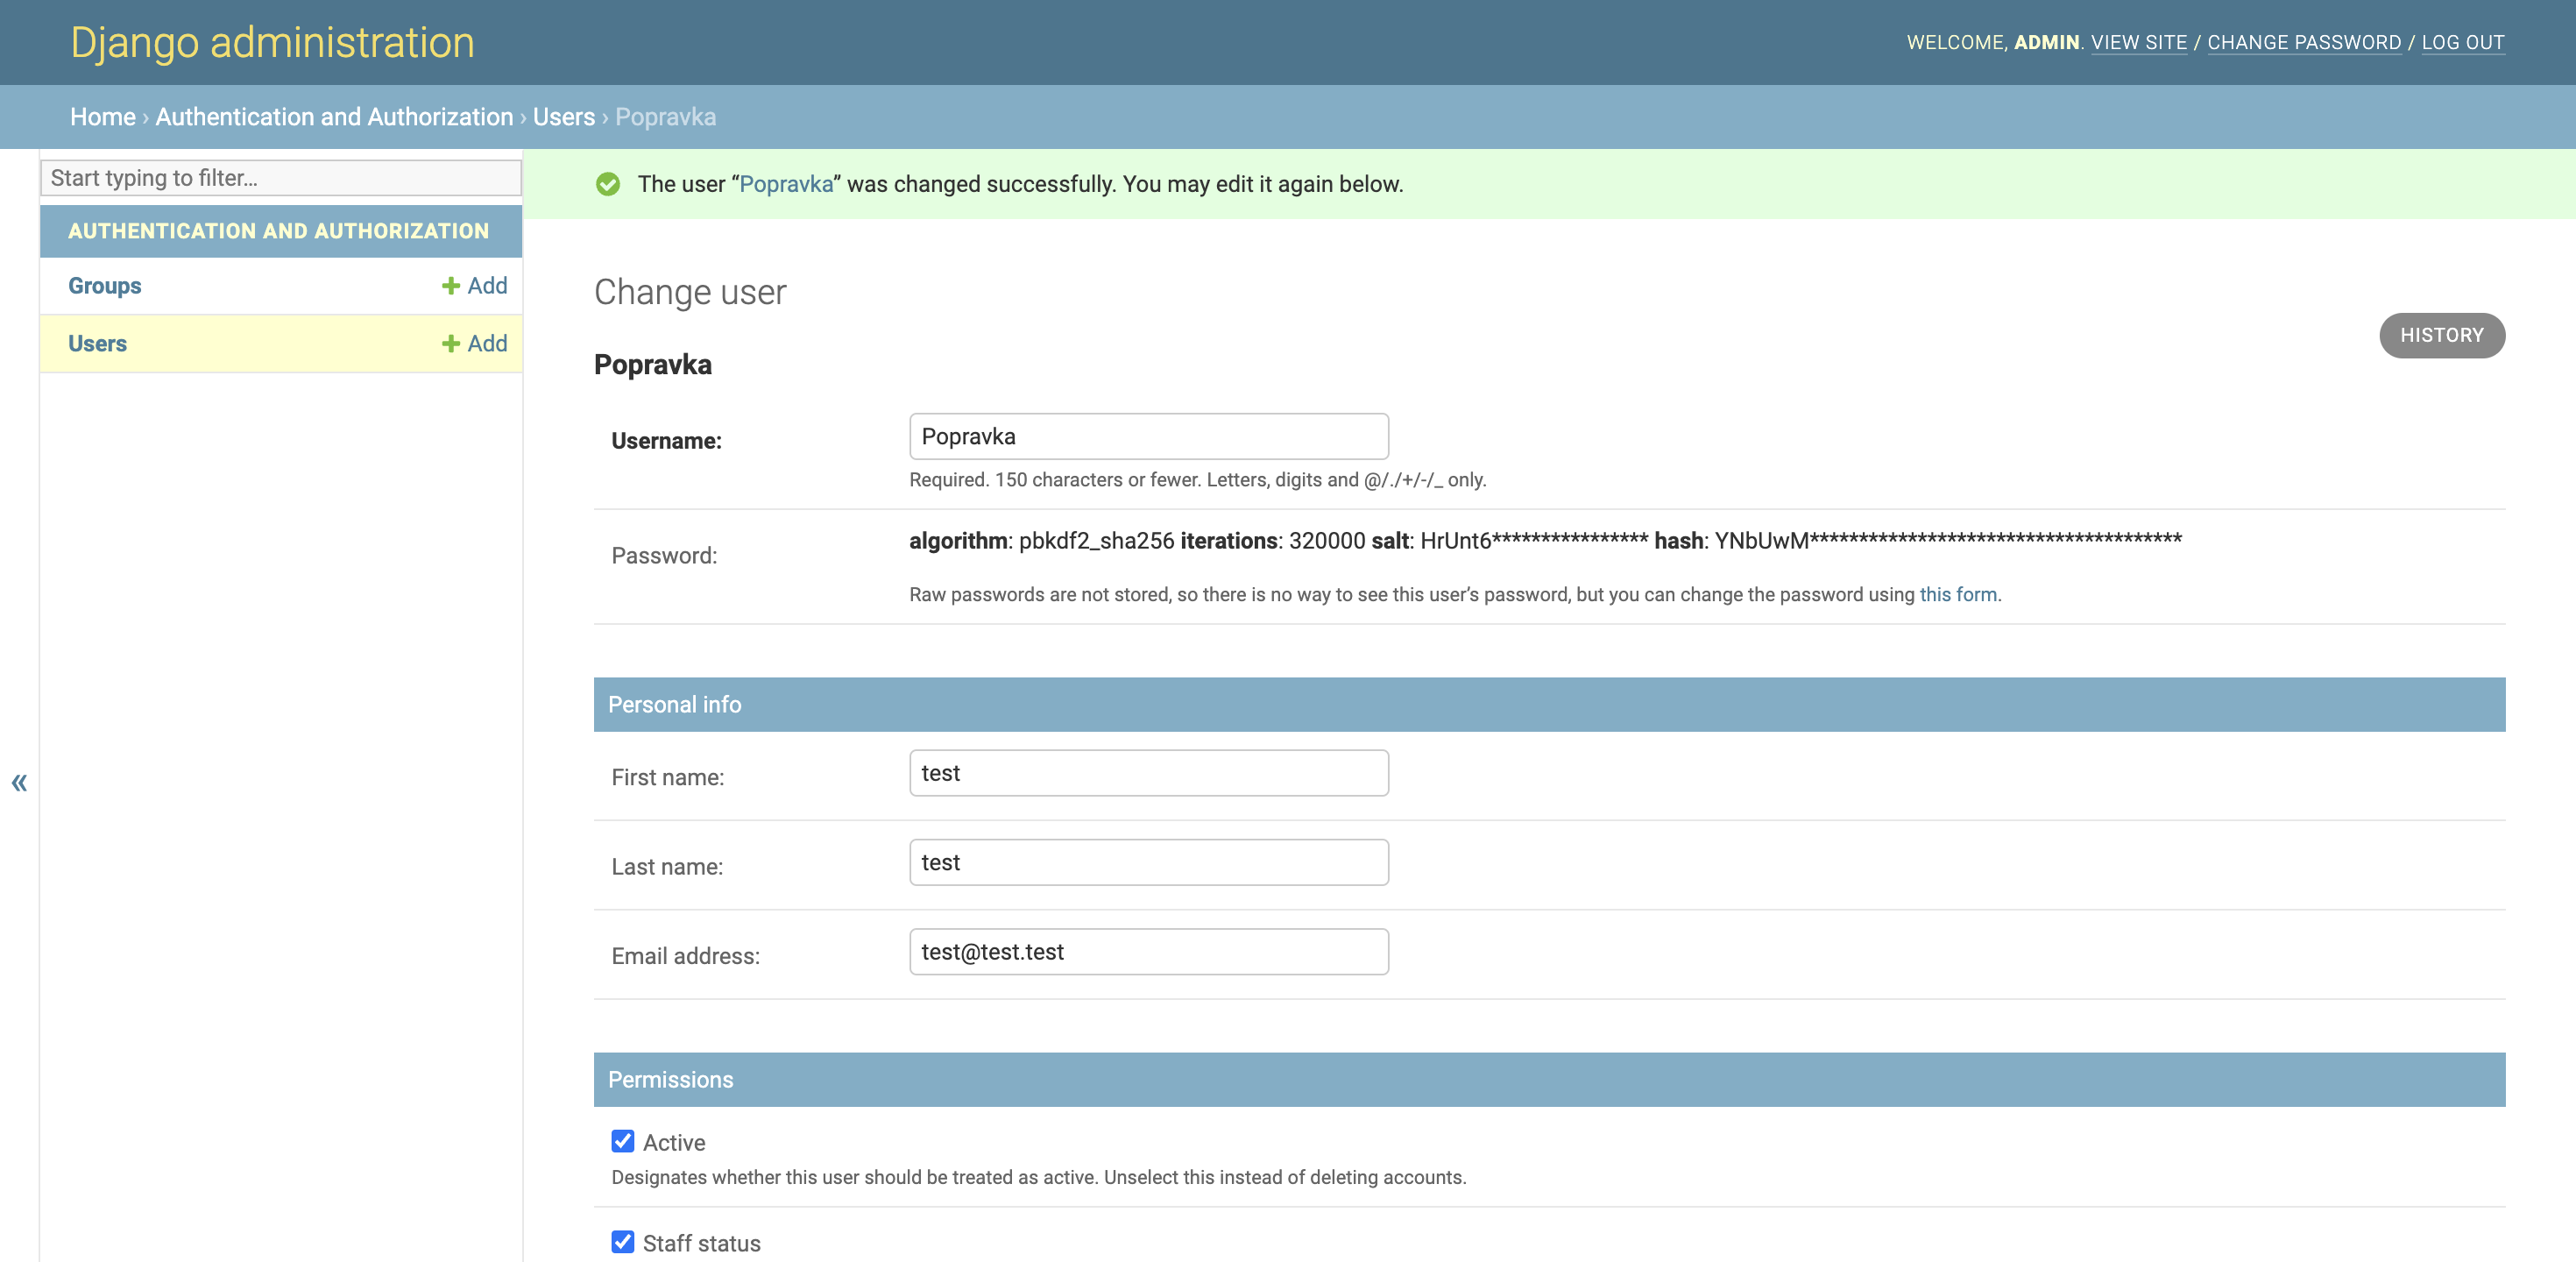 Django administration
WELCOME, ADMIN. VIEW SITE / CHANGE PASSWORD / LOG OUT
Home › Authentication and Authorization › Users › Popravka
Start typing to filter...
AUTHENTICATION AND AUTHORIZATION
Groups + Add
Users + Add
«
The user “Popravka” was changed successfully. You may edit it again below.
Change user
HISTORY
Popravka
Username: Popravka
Required. 150 characters or fewer. Letters, digits and @/./+/-/_ only.
Password: algorithm: pbkdf2_sha256 iterations: 320000 salt: HrUnt6**************** hash: YNbUwM**************************************
Raw passwords are not stored, so there is no way to see this user’s password, but you can change the password using this form.
Personal info
First name: test
Last name: test
Email address: test@test.test
Permissions
Active
Designates whether this user should be treated as active. Unselect this instead of deleting accounts.
Staff status